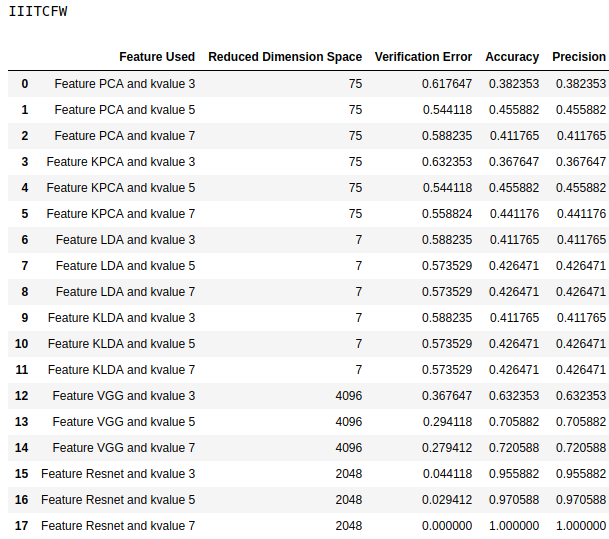 IIITCFW
Feature Used Reduced Dimension Space Verification Error Accuracy Precision
0 Feature PCA and kvalue 3 75 0.617647 0.382353 0.382353
1 Feature PCA and kvalue 5 75 0.544118 0.455882 0.455882
2 Feature PCA and kvalue 7 75 0.588235 0.411765 0.411765
3 Feature KPCA and kvalue 3 75 0.632353 0.367647 0.367647
4 Feature KPCA and kvalue 5 75 0.544118 0.455882 0.455882
5 Feature KPCA and kvalue 7 75 0.558824 0.441176 0.441176
6 Feature LDA and kvalue 3 7 0.588235 0.411765 0.411765
7 Feature LDA and kvalue 5 7 0.573529 0.426471 0.426471
8 Feature LDA and kvalue 7 7 0.573529 0.426471 0.426471
9 Feature KLDA and kvalue 3 7 0.588235 0.411765 0.411765
10 Feature KLDA and kvalue 5 7 0.573529 0.426471 0.426471
11 Feature KLDA and kvalue 7 7 0.573529 0.426471 0.426471
12 Feature VGG and kvalue 3 4096 0.367647 0.632353 0.632353
13 Feature VGG and kvalue 5 4096 0.294118 0.705882 0.705882
14 Feature VGG and kvalue 7 4096 0.279412 0.720588 0.720588
15 Feature Resnet and kvalue 3 2048 0.044118 0.955882 0.955882
16 Feature Resnet and kvalue 5 2048 0.029412 0.970588 0.970588
17 Feature Resnet and kvalue 7 2048 0.000000 1.000000 1.000000